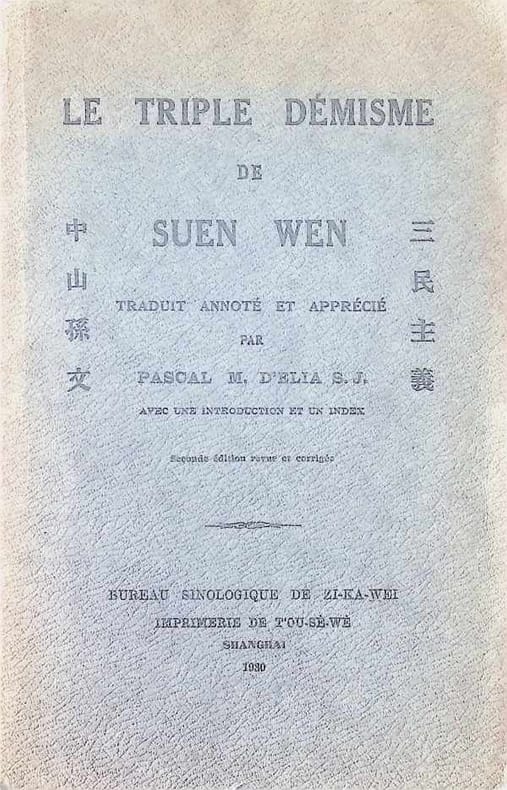 LE TRIPLE DÉMISME
DE
SUEN WEN
三民主義
中山孫文
TRADUIT ANNOTÉ ET APPRÉCIÉ
PAR
PASCAL M. D'ELIA S. J.
AVEC UNE INTRODUCTION ET UN INDEX
Seconde édition revue et corrigée
BUREAU SINOLOGIQUE DE ZI-KA-WEI
IMPRIMERIE DE T'OU-SÈ-WÈ
SHANGHAI
1930